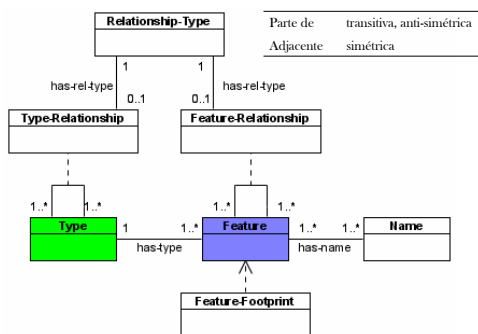 Relationship-Type
Parte de transitiva, anti-simétrica
Adjacente simétrica
1 1
has-rel-type has-rel-type
0..1 0..1
Type-Relationship Feature-Relationship
1..* 1..* 1..* 1..*
Type 1 1..* Feature 1..* 1..* Name
has-type has-name
Feature-Footprint